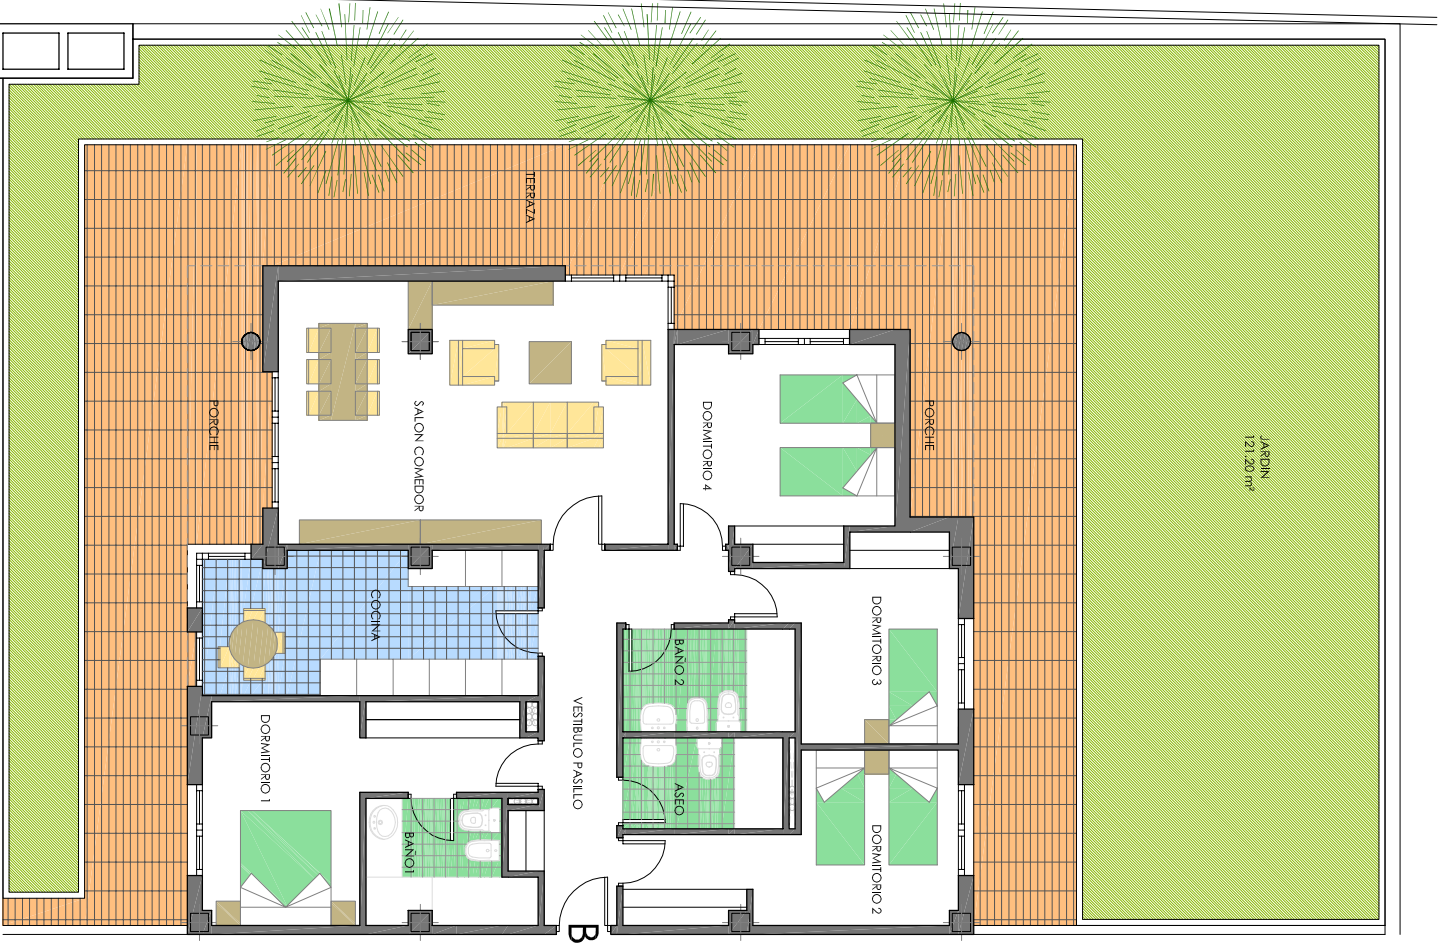 TERRAZA
PORCHE
SALON COMEDOR
DORMITORIO 4
PORCHE
JARDIN
121.20 m²
COCINA
BAÑO 2
DORMITORIO 3
DORMITORIO 1
VESTIBULO PASILLO
ASEO
BAÑO1
DORMITORIO 2
B